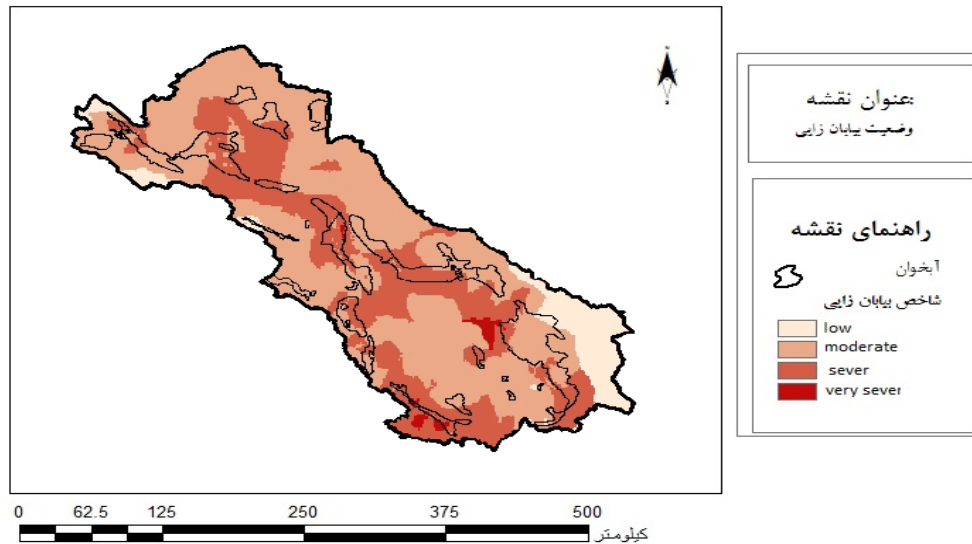 عنوان نقشه:
وضعیت بیابان زایی
راهنمای نقشه
آبخوان
شاخص بیابان زایی
low
moderate
sever
very sever
0 62.5 125 250 375 500
کیلومتر